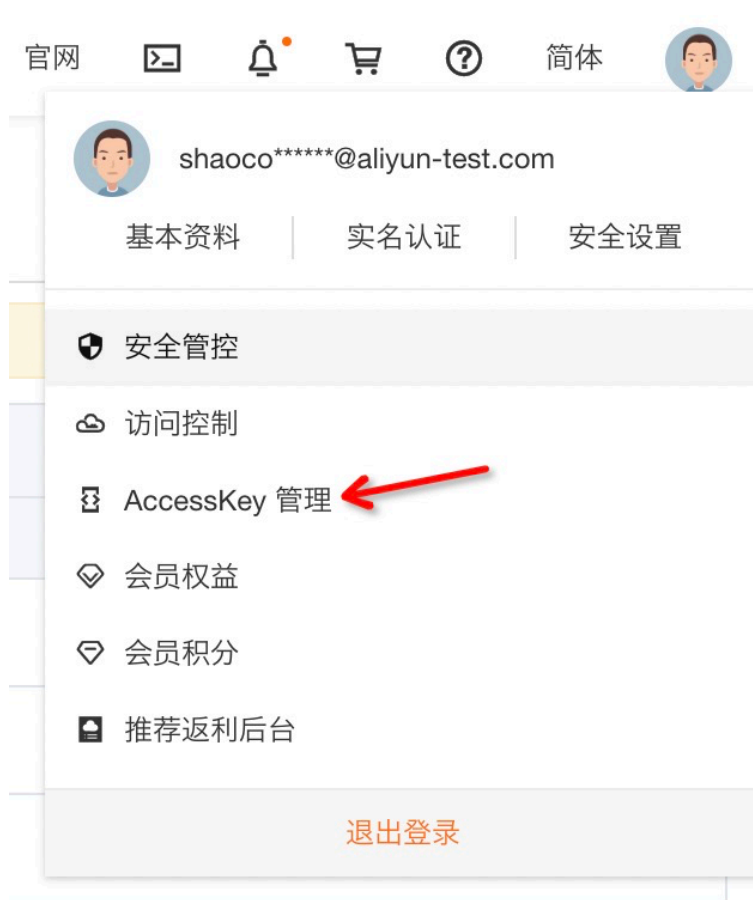 官网 简体
shaoco******@aliyun-test.com
基本资料 实名认证 安全设置
安全管控
访问控制
AccessKey 管理
会员权益
会员积分
推荐返利后台
退出登录